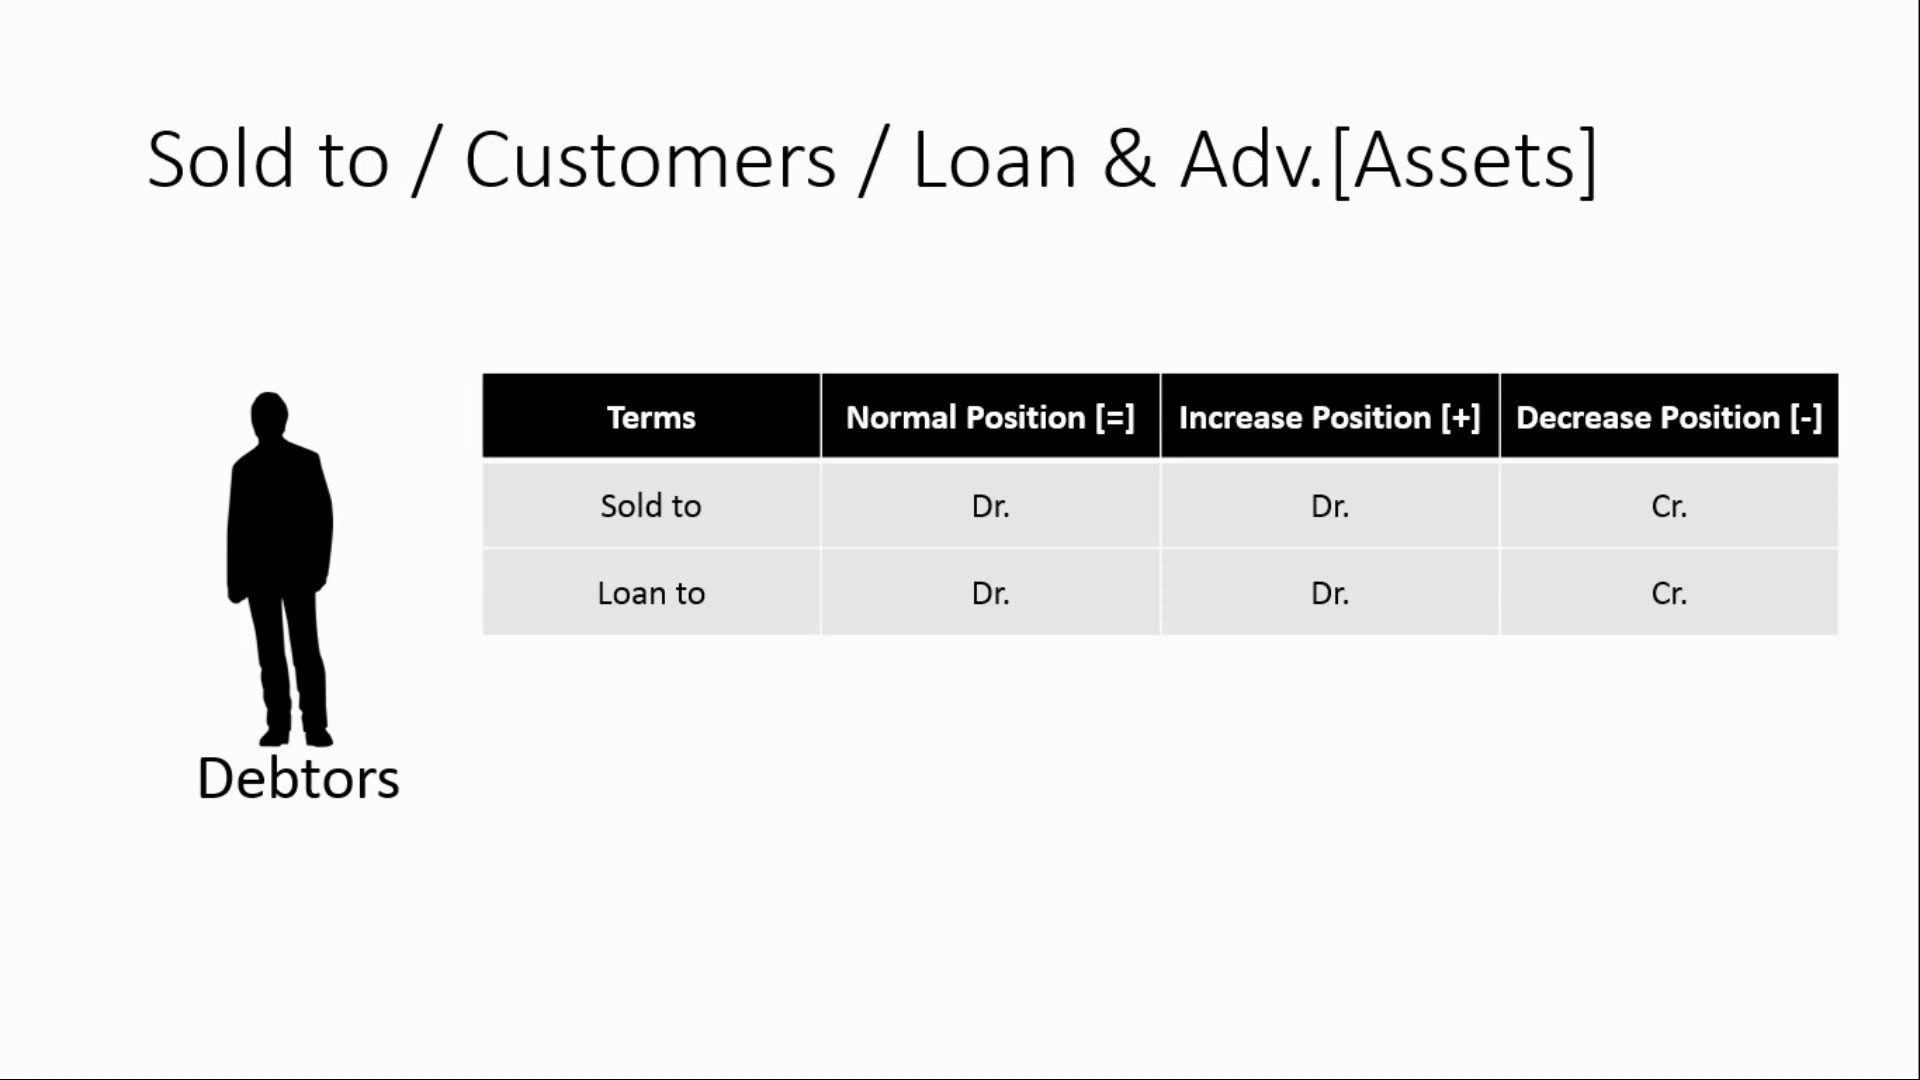 Sold to / Customers / Loan & Adv.[Assets]
Terms Normal Position [=] Increase Position [+] Decrease Position [-]
Sold to Dr. Dr. Cr.
Loan to Dr. Dr. Cr.
Debtors